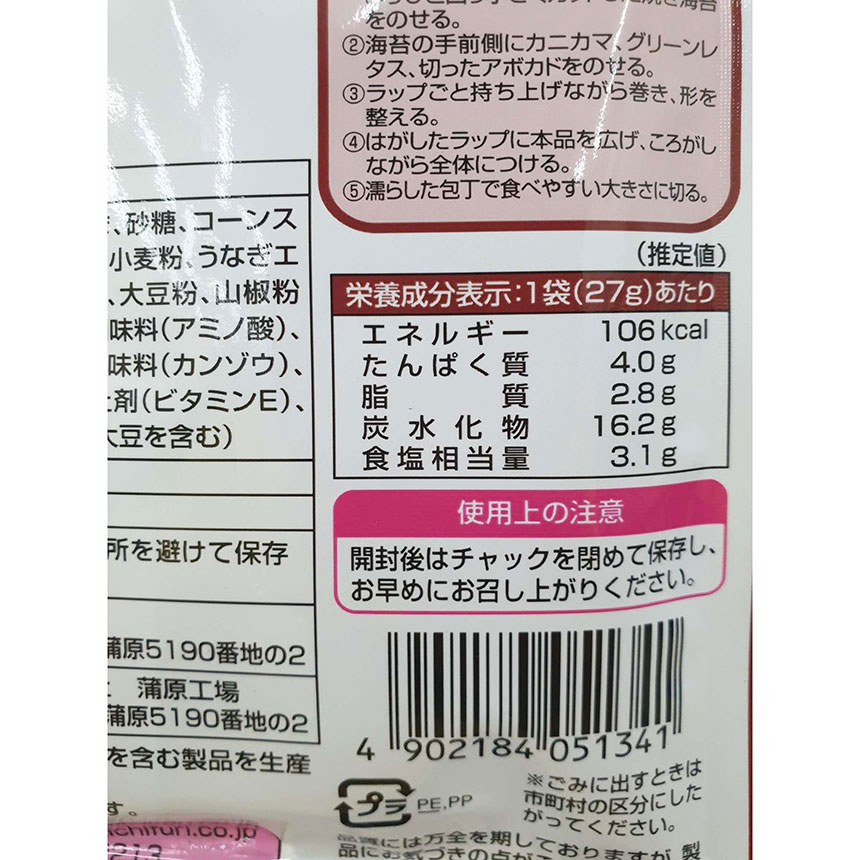 をのせる。
②海苔の手前側にカニカマ、グリーンレ
タス、切ったアボカドをのせる。
③ラップごと持ち上げながら巻き、形を
整える。
④はがしたラップに本品を広げ、ころがし
ながら全体につける。
⑤濡らした包丁で食べやすい大きさに切る。
、砂糖、コーンス
小麦粉、うなぎエ
、大豆粉、山椒粉
味料(アミノ酸)、
味料(カンゾウ)、
剤(ビタミンE)、
大豆を含む)
所を避けて保存
蒲原5190番地の2
蒲原工場
蒲原5190番地の2
を含む製品を生産
す。
chifuri.co.jp
(推定値)
栄養成分表示:1袋(27g)あたり
エネルギー 106kcal
たんぱく質 4.0g
脂質 2.8g
炭水化物 16.2g
食塩相当量 3.1g
使用上の注意
開封後はチャックを閉めて保存し、
お早めにお召し上がりください。
4 902184 051341
プラ PE,PP
※ごみに出すときは
市町村の区分にした
がってください。
品質には万全を期しておりますが、製
品にお気づきの点が